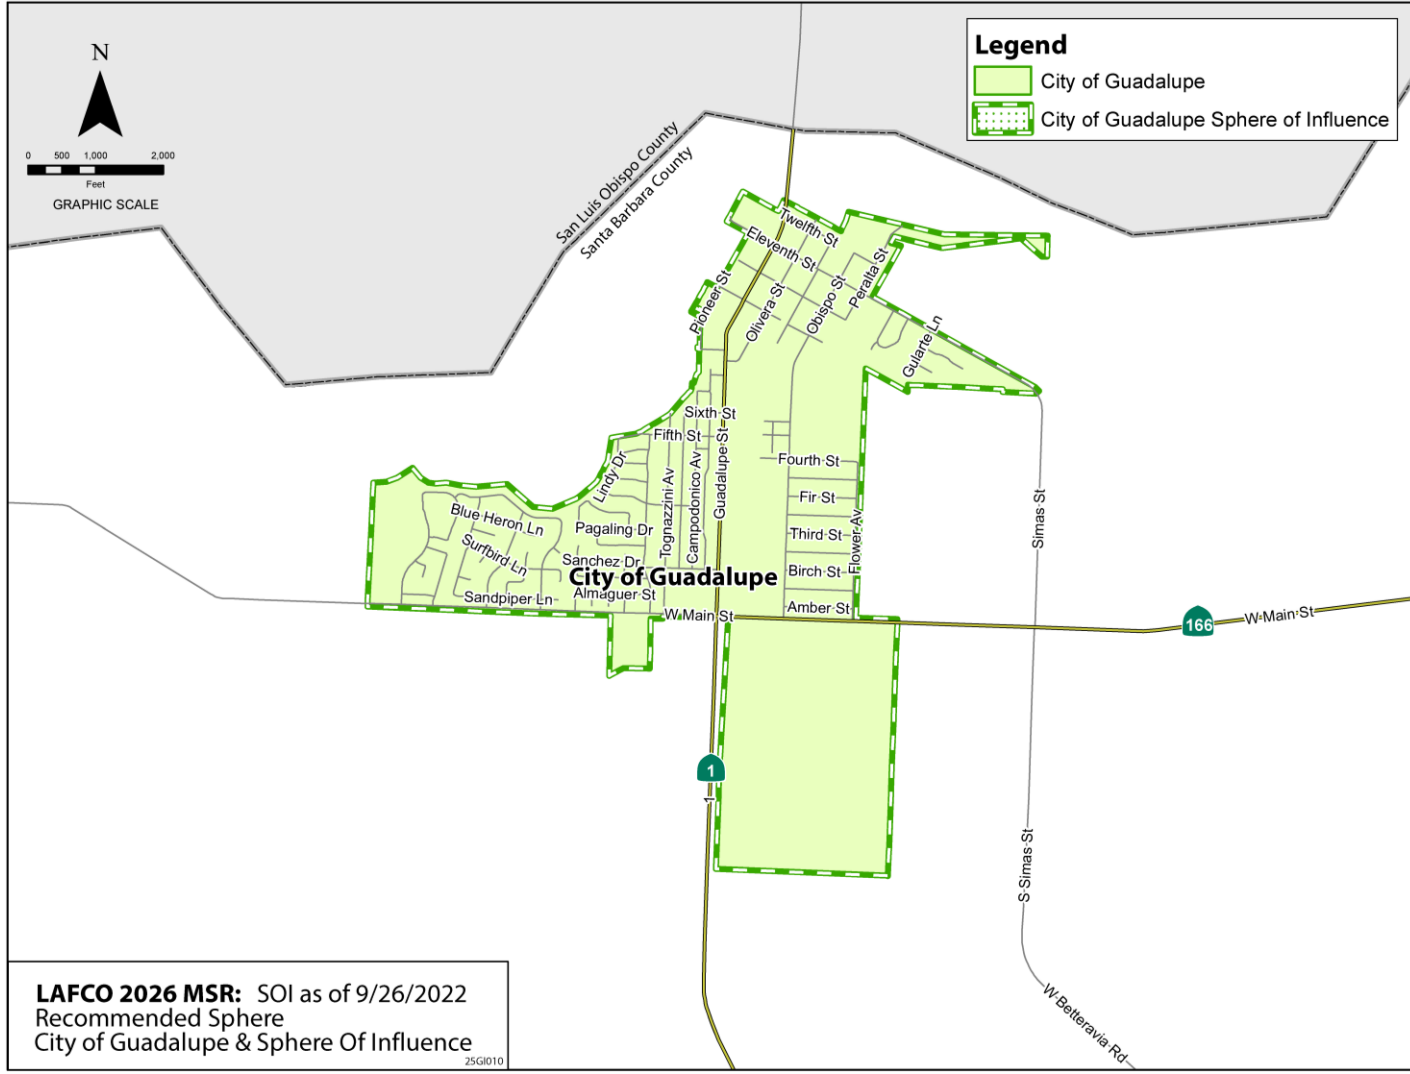 N
0 500 1,000 2,000
Feet
GRAPHIC SCALE
Legend
City of Guadalupe
City of Guadalupe Sphere of Influence
San Luis Obispo County
Santa Barbara County
Twelfth St
Eleventh St
Peralta St
Pioneer St
Olivera St
Obispo St
Gularte Ln
Sixth St
Fifth St
Guadalupe St
Lindy Dr
Tognazzini Av
Campodonico Av
Fourth St
Fir St
Third St
Flower Av
Birch St
Amber St
Simas St
Blue Heron Ln
Pagaling Dr
Surfbird Ln
Sanchez Dr
City of Guadalupe
Sandpiper Ln
Almaguer St
W Main St
166
W Main St
1
1
S Simas St
W Betteravia Rd
LAFCO 2026 MSR: SOI as of 9/26/2022
Recommended Sphere
City of Guadalupe & Sphere Of Influence
25GI010